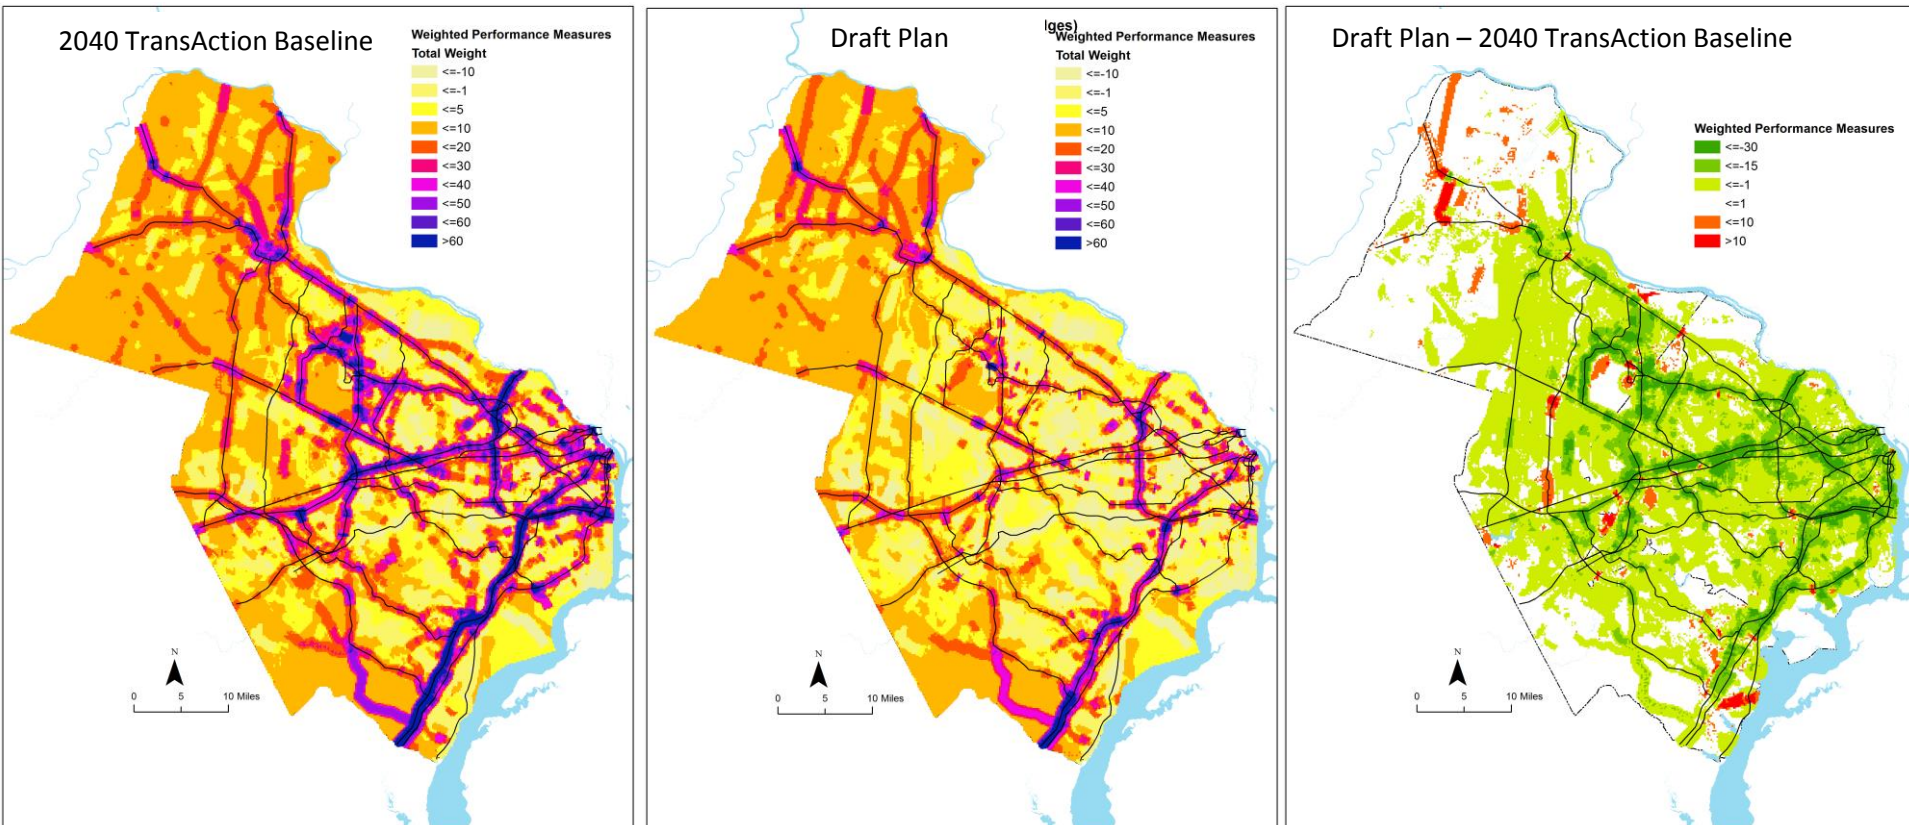 2040 TransAction Baseline
Weighted Performance Measures
Total Weight
<=-10
<=-1
<=5
<=10
<=20
<=30
<=40
<=50
<=60
>60
N
0 5 10 Miles
Draft Plan
lges)
Weighted Performance Measures
Total Weight
<=-10
<=-1
<=5
<=10
<=20
<=30
<=40
<=50
<=60
>60
N
0 5 10 Miles
Draft Plan – 2040 TransAction Baseline
Weighted Performance Measures
<=-30
<=-15
<=-1
<=1
<=10
>10
N
0 5 10 Miles